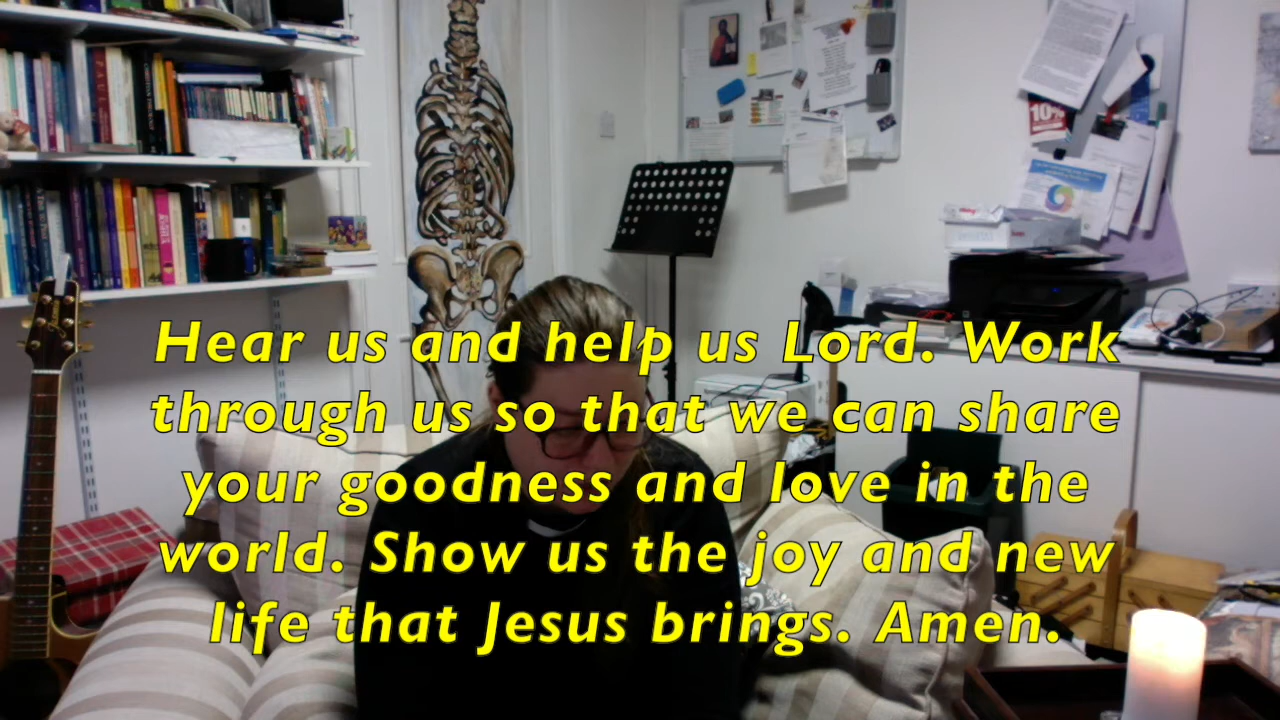 10%
Hear us and help us Lord. Work
through us so that we can share
your goodness and love in the
world. Show us the joy and new
life that Jesus brings. Amen.